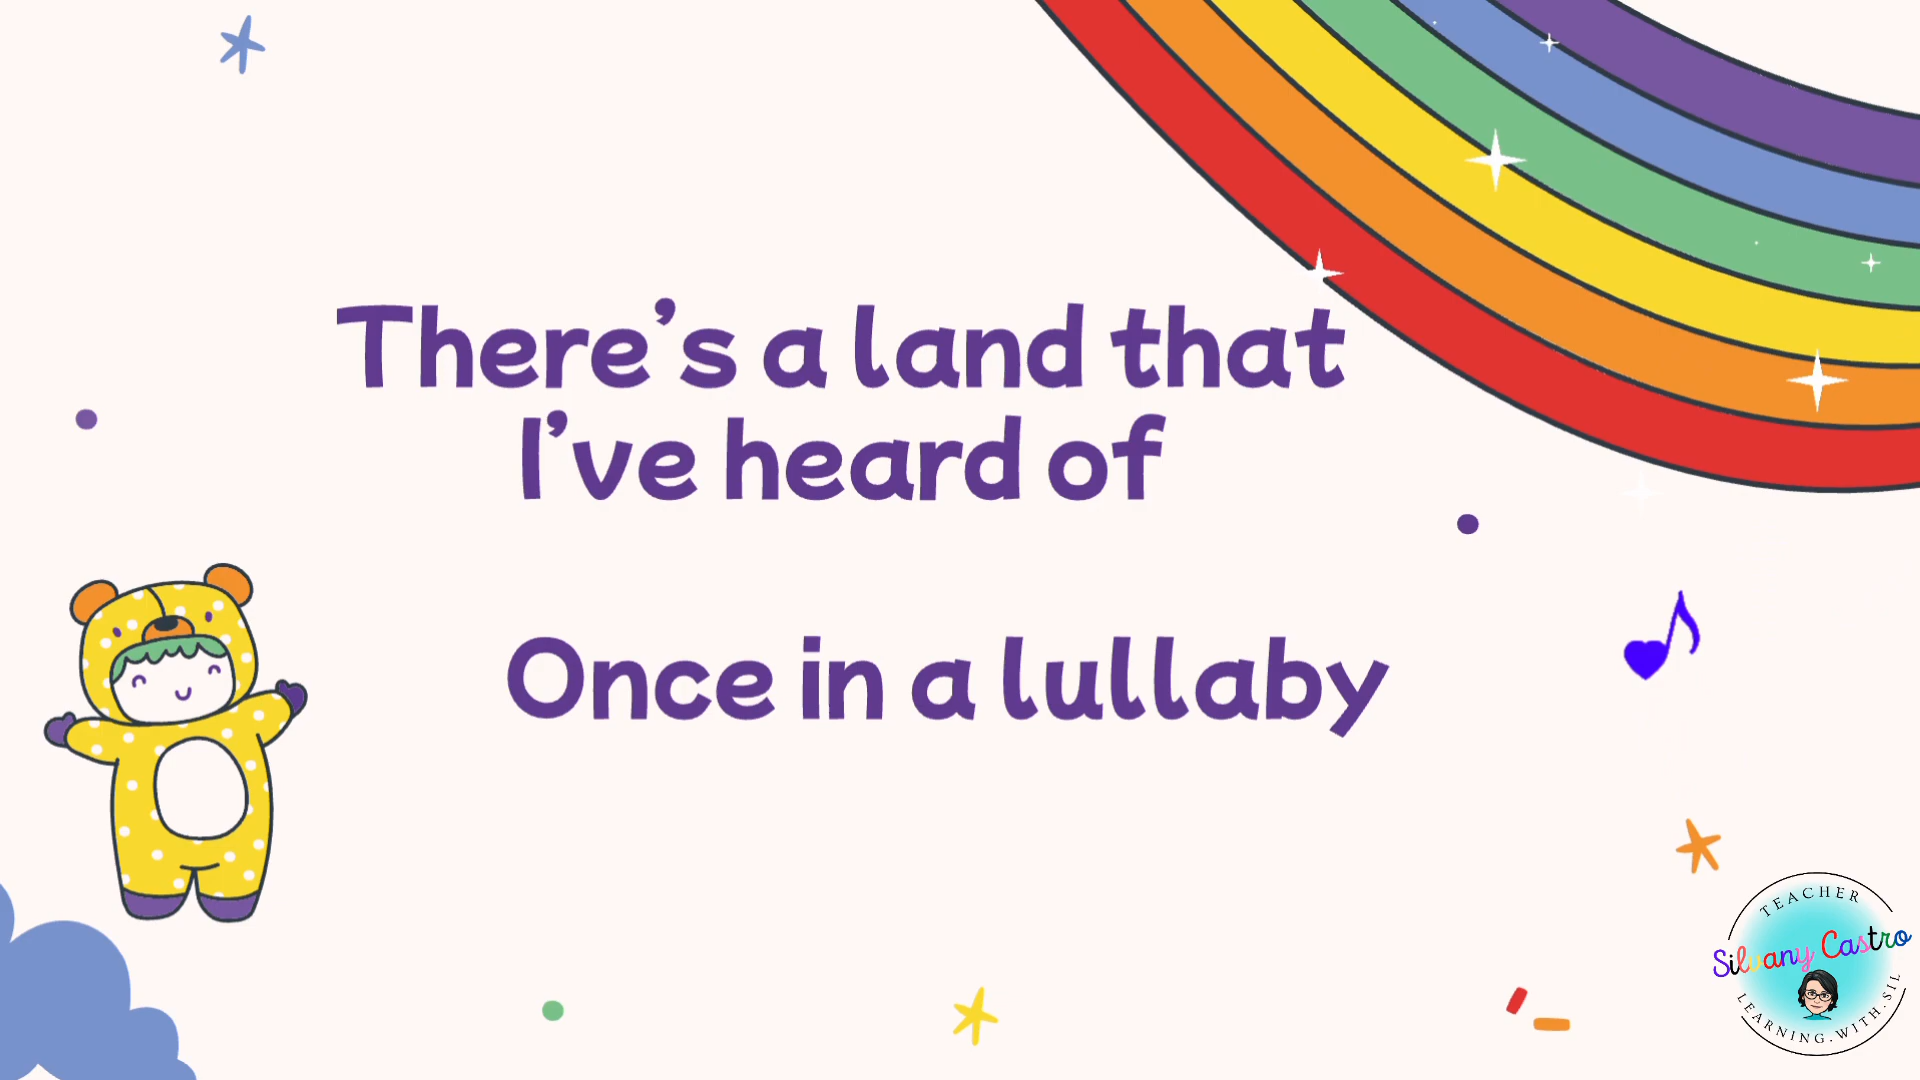 There's a land that
I've heard of
Once in a lullaby
TEACHER
Silvany Castro
LEARNING.WITH.SIL